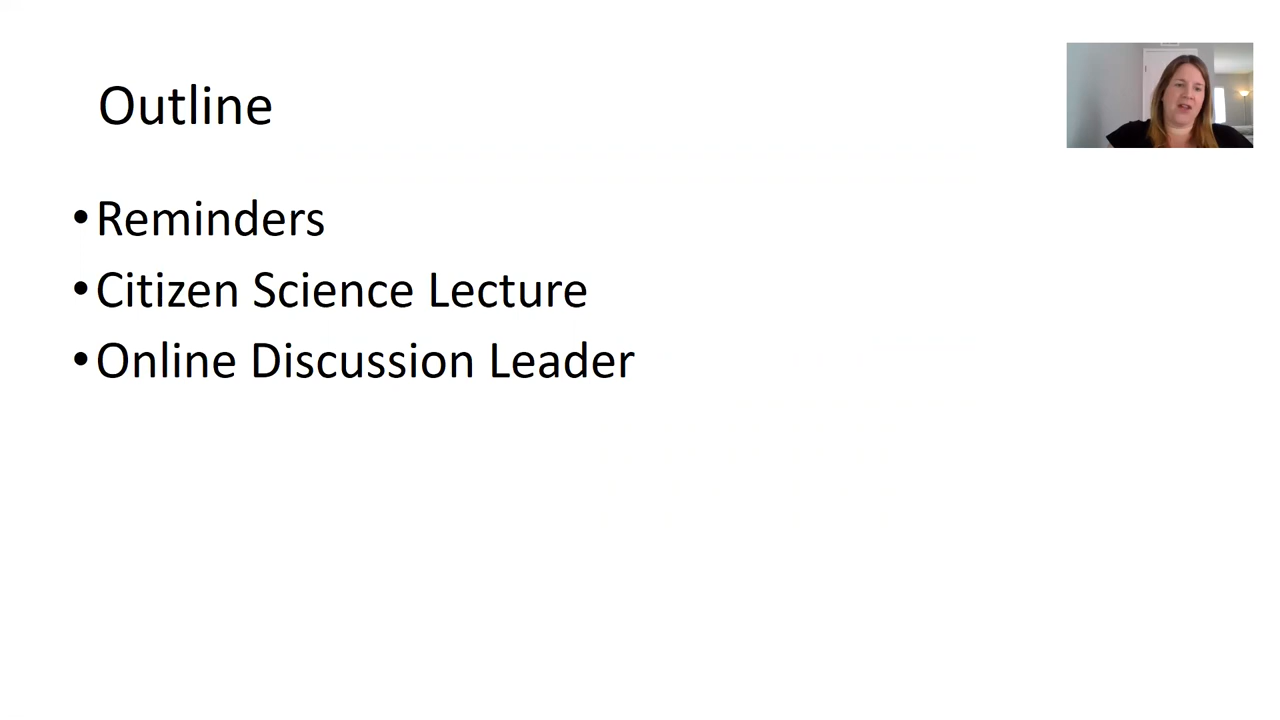 Outline
•Reminders
•Citizen Science Lecture
•Online Discussion Leader